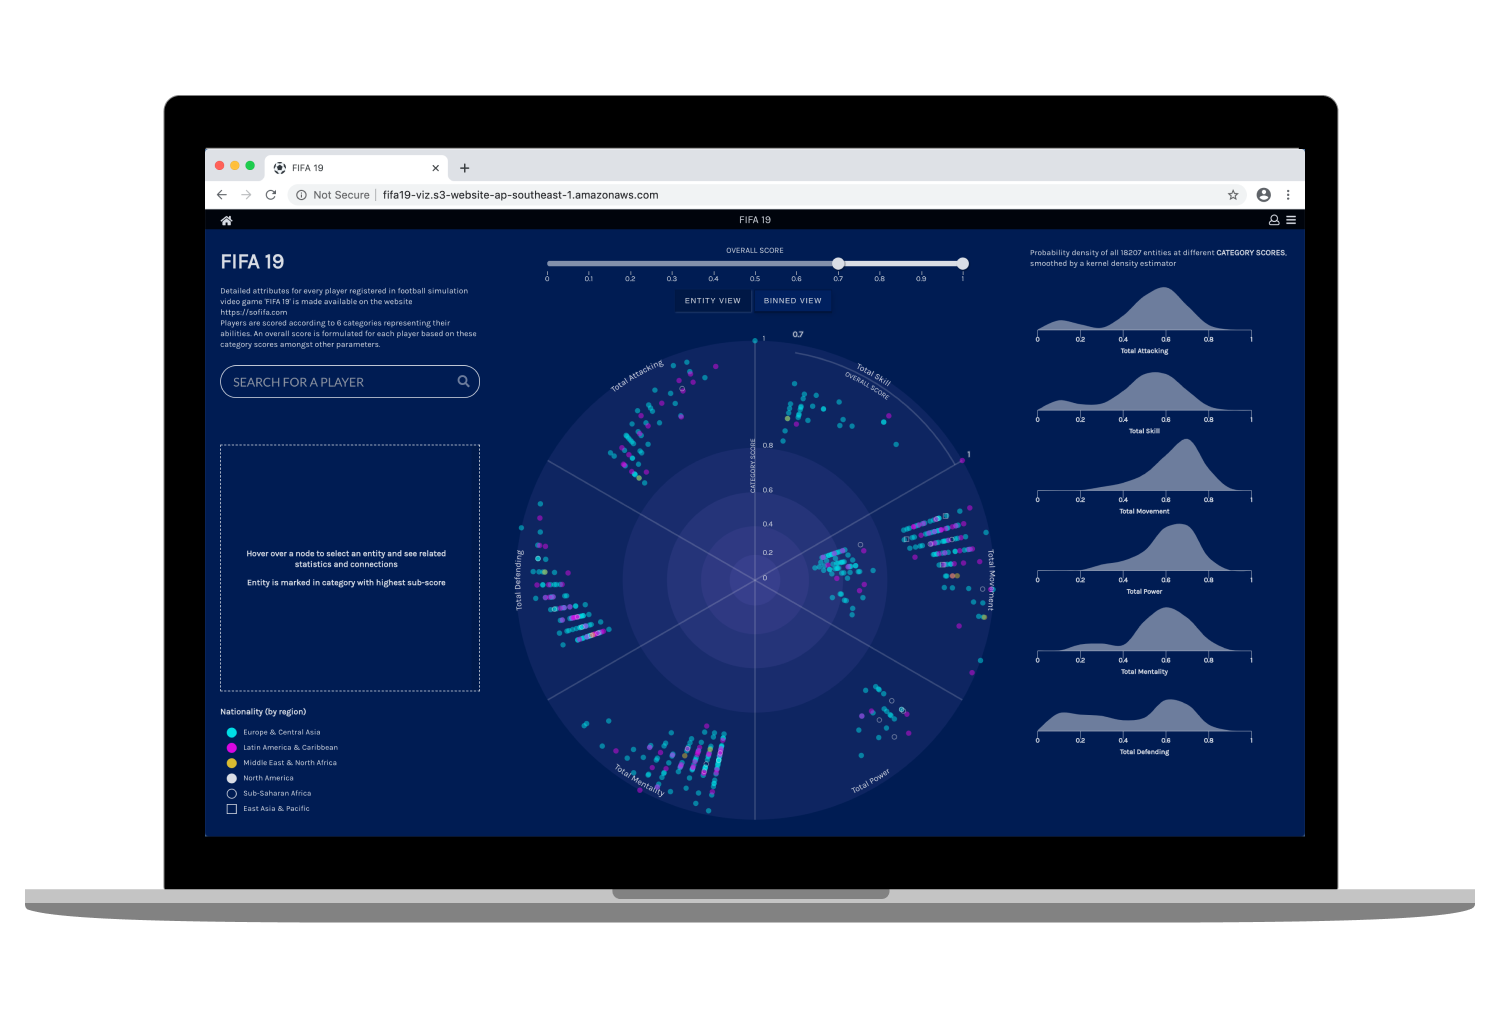 FIFA 19
Not Secure
fifa19-viz.s3-website-ap-southeast-1.amazonaws.com
FIFA 19
FIFA 19
Detailed attributes for every player registered in football simulation
video game 'FIFA 19' is made available on the website
https://sofifa.com
Players are scored according to 6 categories representing their
abilities. An overall score is formulated for each player based on these
category scores amongst other parameters.
SEARCH FOR A PLAYER
Hover over a node to select an entity and see related
statistics and connections
Entity is marked in category with highest sub-score
Nationality (by region)
Europe & Central Asia
Latin America & Caribbean
Middle East & North Africa
North America
Sub-Saharan Africa
East Asia & Pacific
OVERALL SCORE
0 0.1 0.2 0.3 0.4 0.5 0.6 0.7 0.8 0.9 1
ENTITY VIEW
BINNED VIEW
0.7
1
Total Attacking
Total Skill
OVERALL SCORE
1
CATEGORY SCORE
0.8
0.6
0.4
0.2
0
Total Defending
Total Movement
Total Mentality
Total Power
Probability density of all 18207 entities at different CATEGORY SCORES,
smoothed by a kernel density estimator
0 0.2 0.4 0.6 0.8 1
Total Attacking
0 0.2 0.4 0.6 0.8 1
Total Skill
0 0.2 0.4 0.6 0.8 1
Total Movement
0 0.2 0.4 0.6 0.8 1
Total Power
0 0.2 0.4 0.6 0.8 1
Total Mentality
0 0.2 0.4 0.6 0.8 1
Total Defending